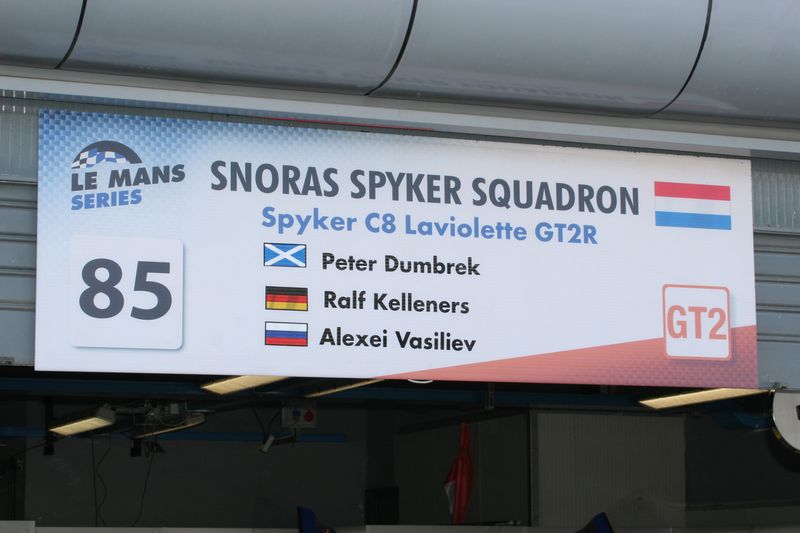 LE MANS
SERIES
SNORAS SPYKER SQUADRON
Spyker C8 Laviolette GT2R
85
Peter Dumbrek
Ralf Kelleners
Alexei Vasiliev
GT2